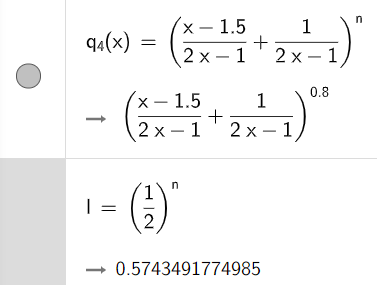 q₄(x) = ((x − 1.5)/(2 x − 1) + 1/(2 x − 1))ⁿ
→ ((x − 1.5)/(2 x − 1) + 1/(2 x − 1))^0.8
l = (1/2)ⁿ
→ 0.5743491774985